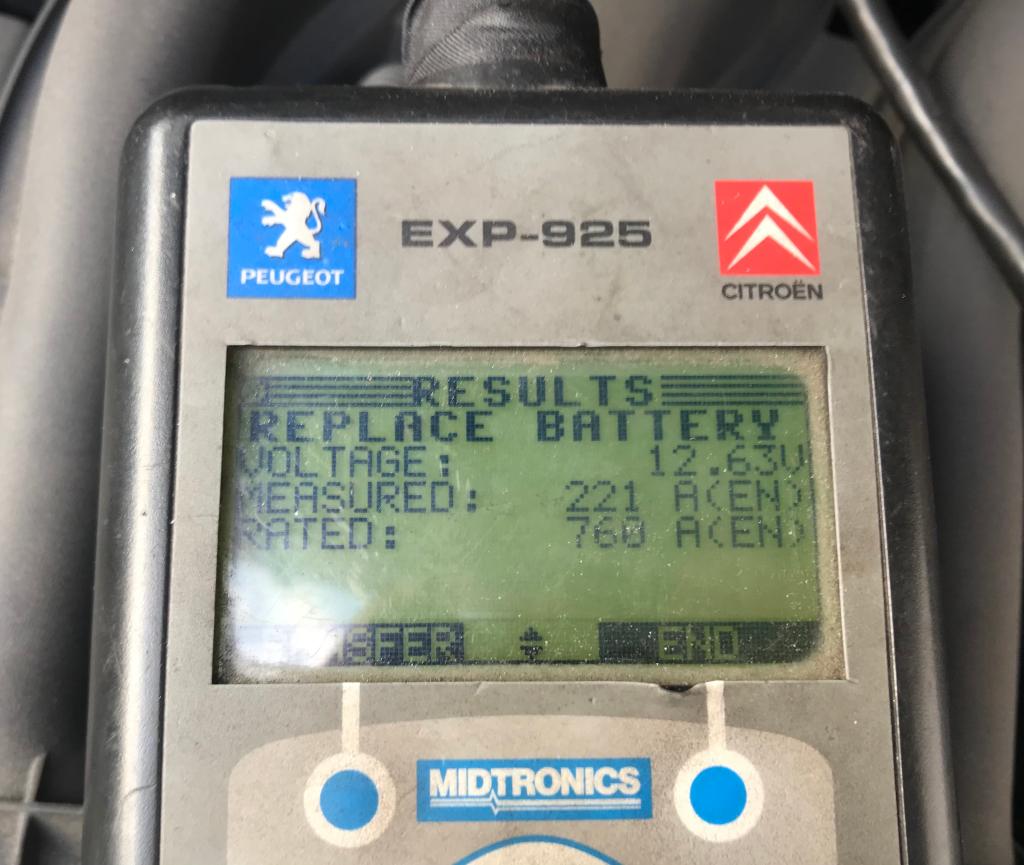 EXP-925
PEUGEOT
CITROËN
RESULTS
REPLACE BATTERY
VOLTAGE: 12.63V
MEASURED: 221 A(EN)
RATED: 760 A(EN)
END
MIDTRONICS